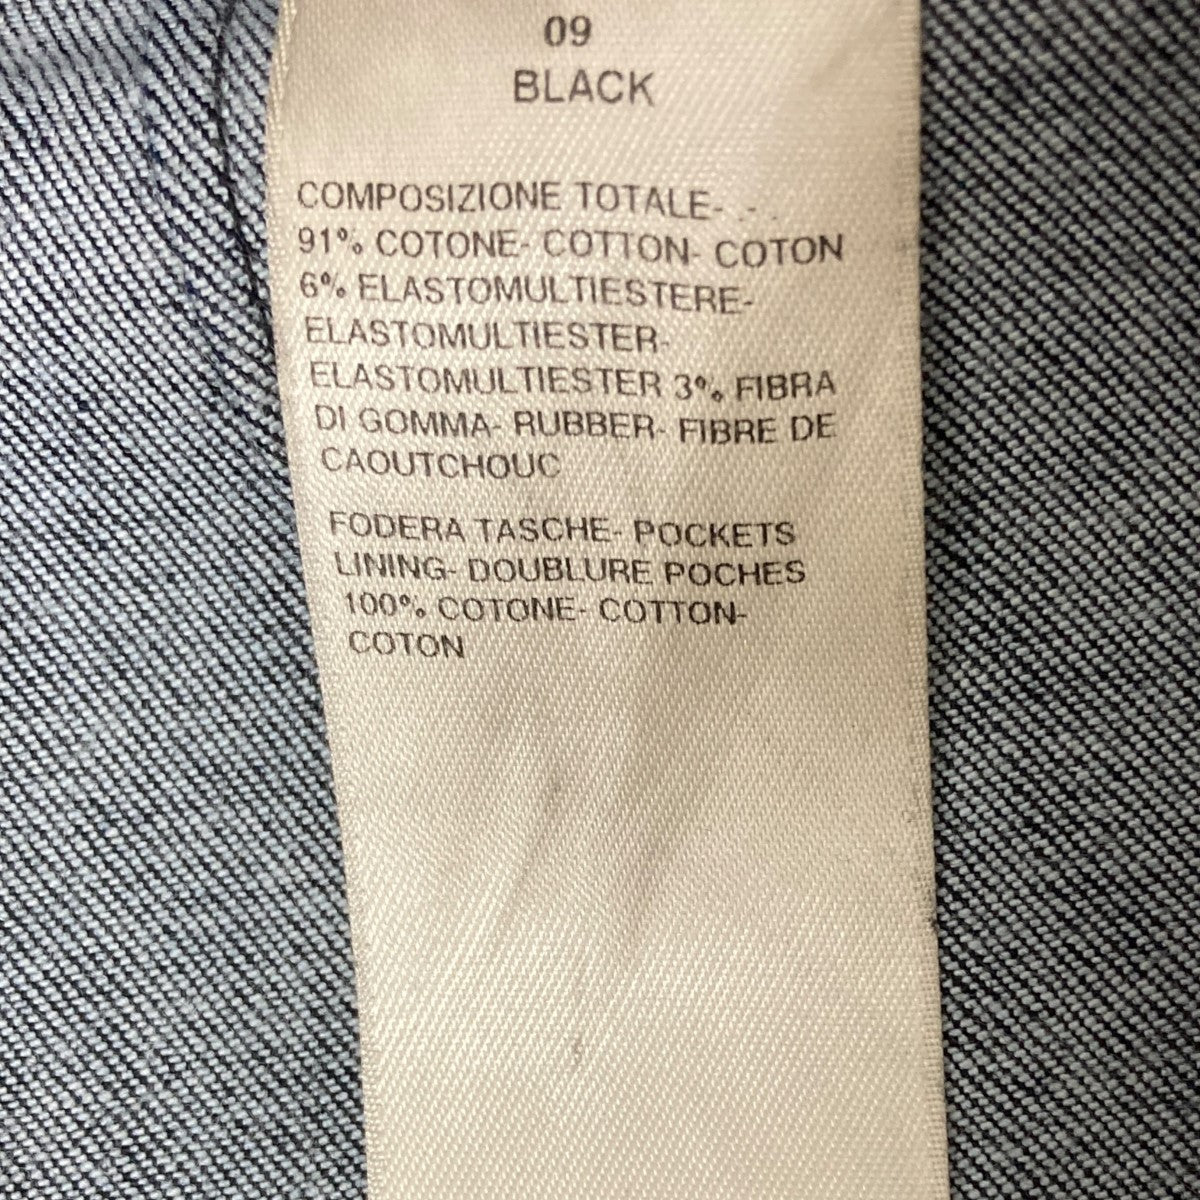 09
BLACK
COMPOSIZIONE TOTALE- - -
91% COTONE- COTTON- COTON
6% ELASTOMULTIESTERE-
ELASTOMULTIESTER-
ELASTOMULTIESTER 3% FIBRA
DI GOMMA- RUBBER- FIBRE DE
CAOUTCHOUC
FODERA TASCHE- POCKETS
LINING- DOUBLURE POCHES
100% COTONE- COTTON-
COTON